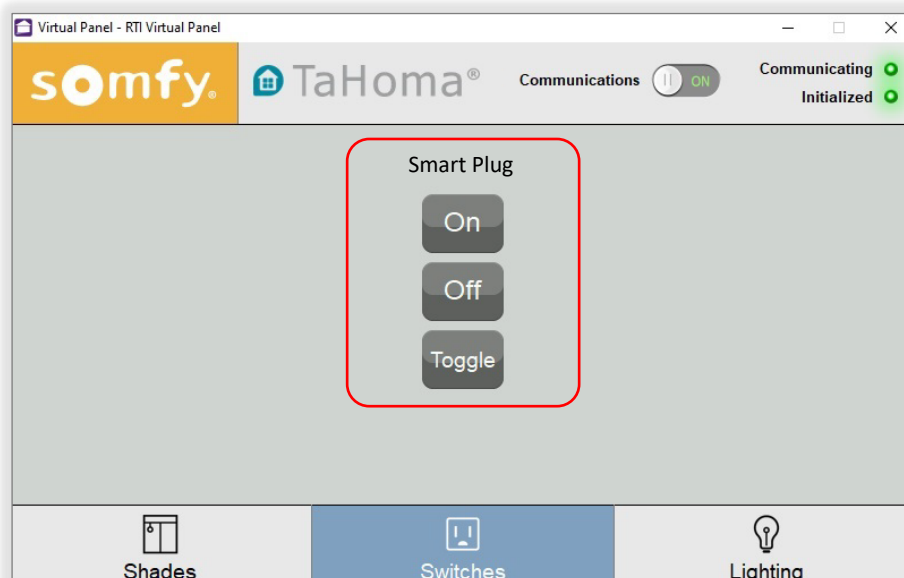 Virtual Panel - RTI Virtual Panel
somfy.
TaHoma®
Communications
ON
Communicating
Initialized
Smart Plug
On
Off
Toggle
Shades
Switches
Lighting